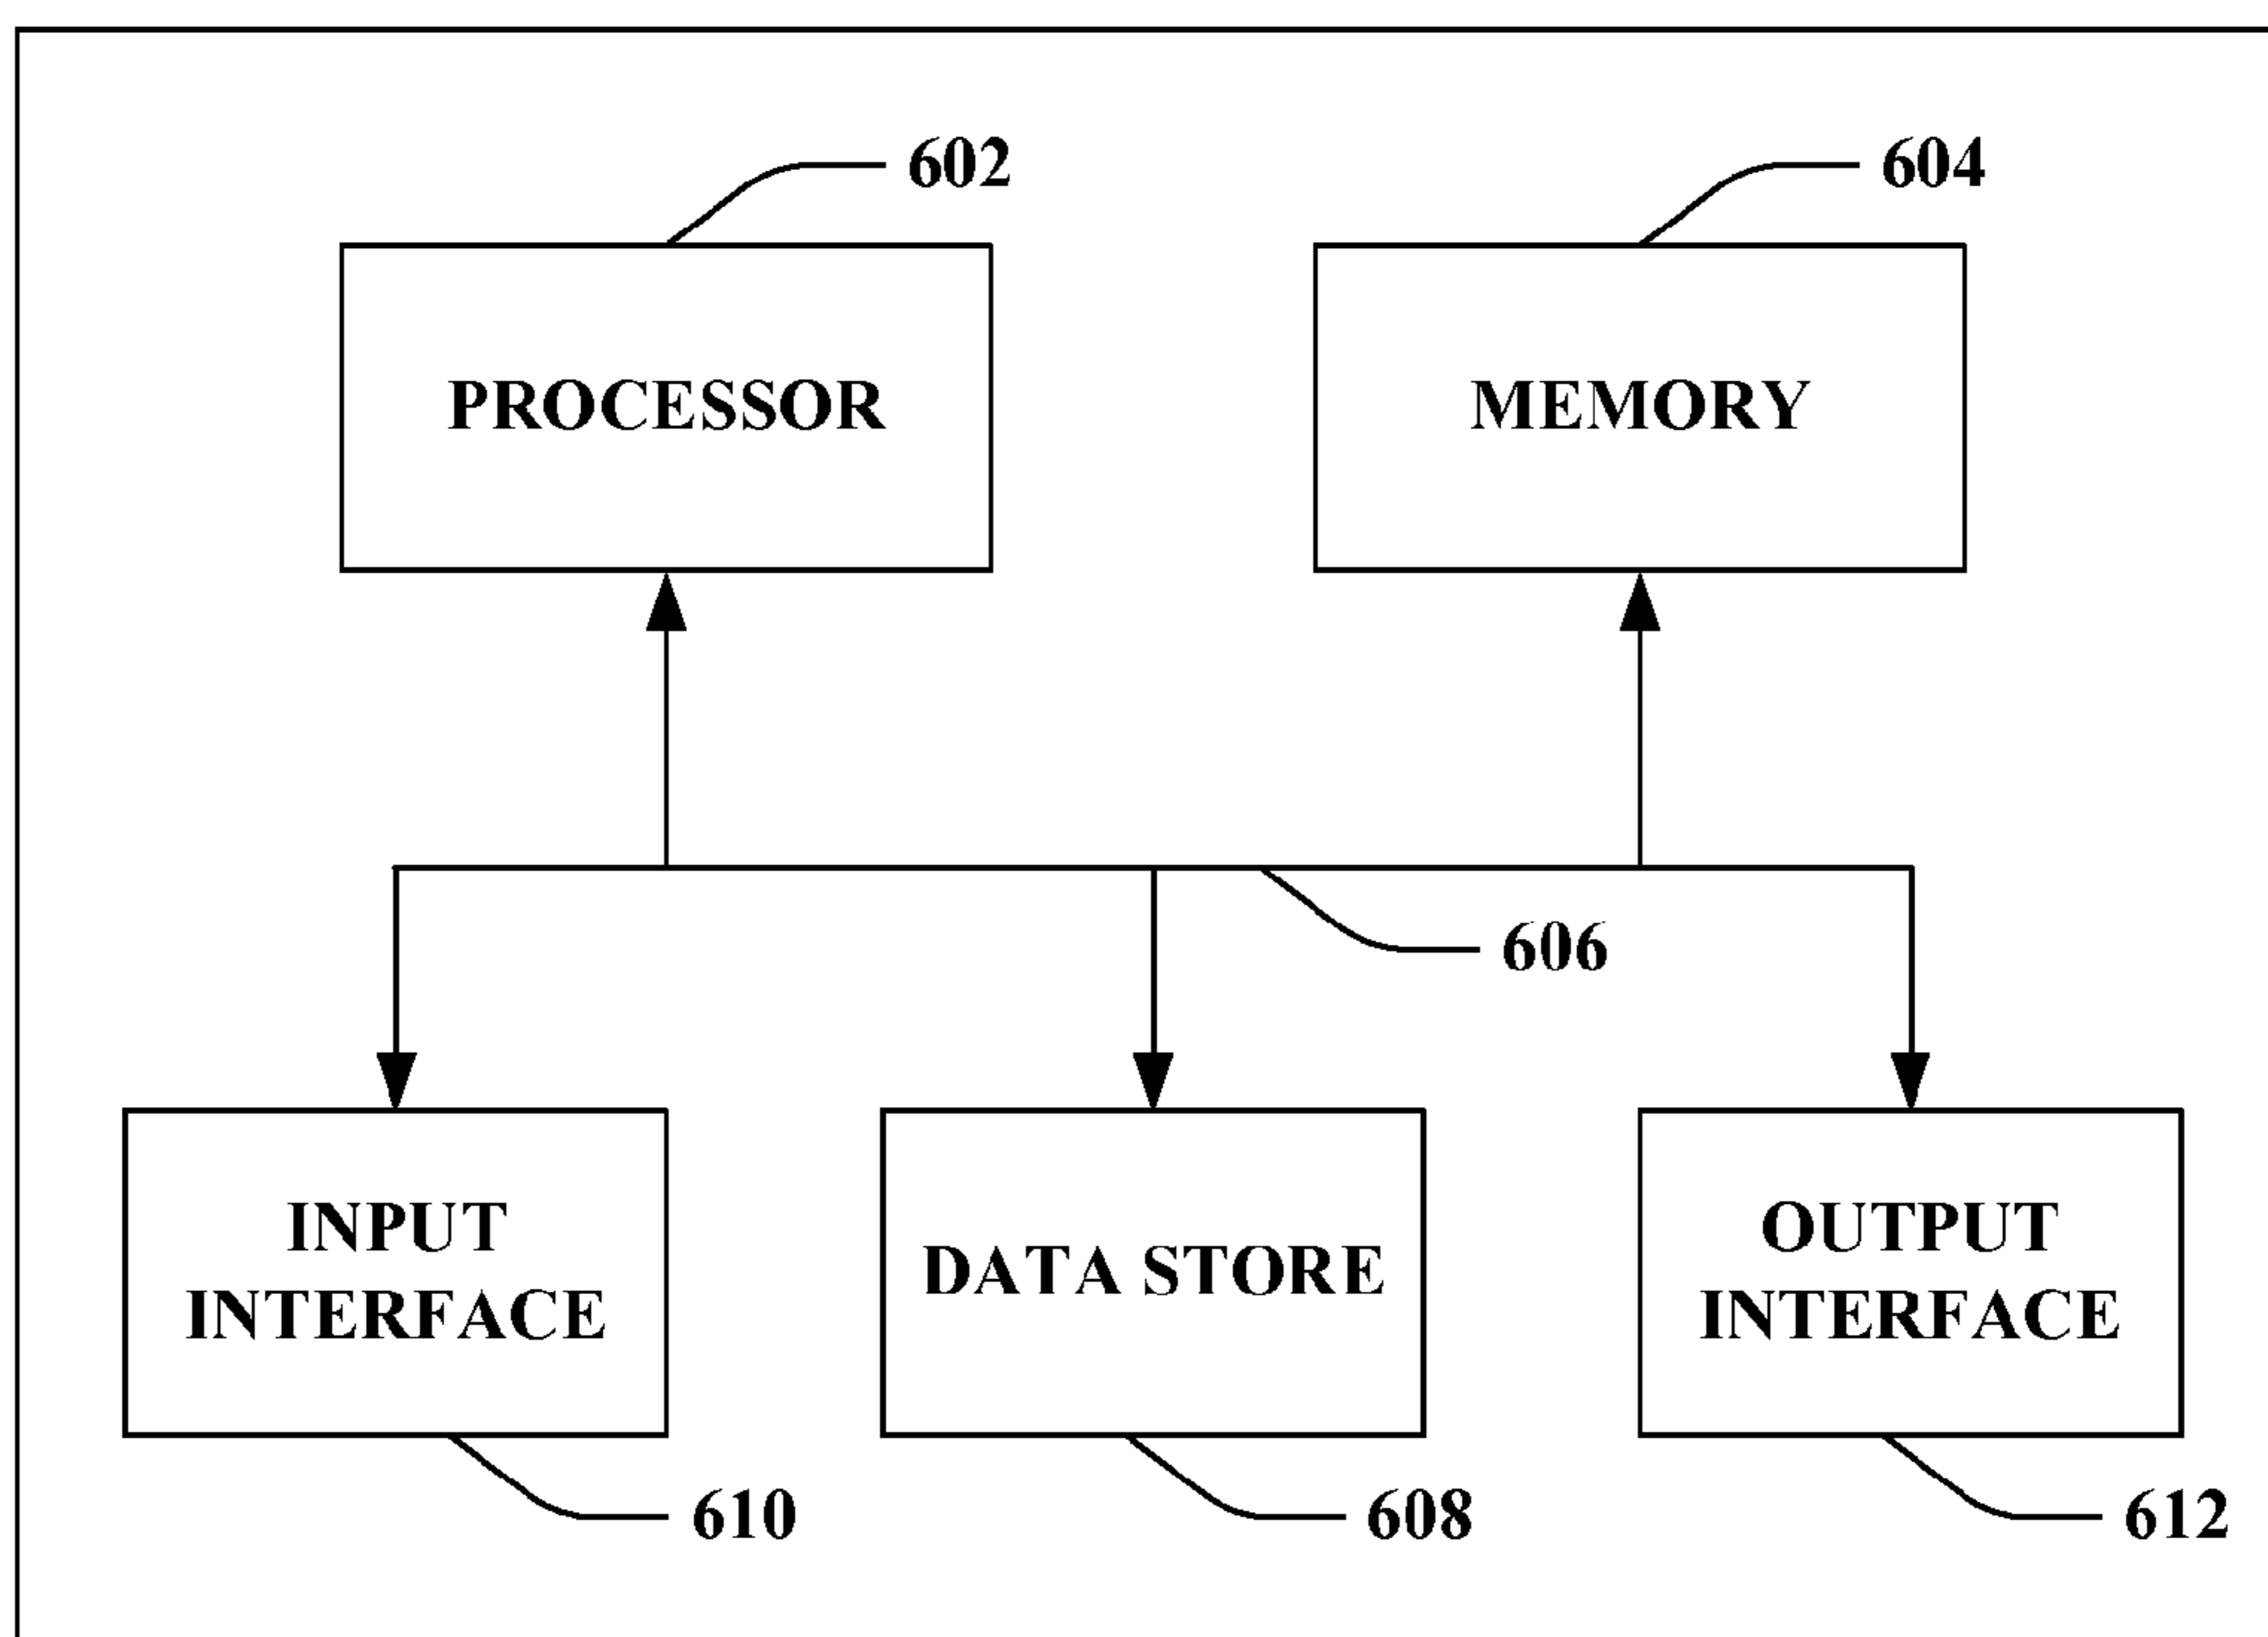 602
604
PROCESSOR
MEMORY
606
INPUT
INTERFACE
DATA STORE
OUTPUT
INTERFACE
610
608
612